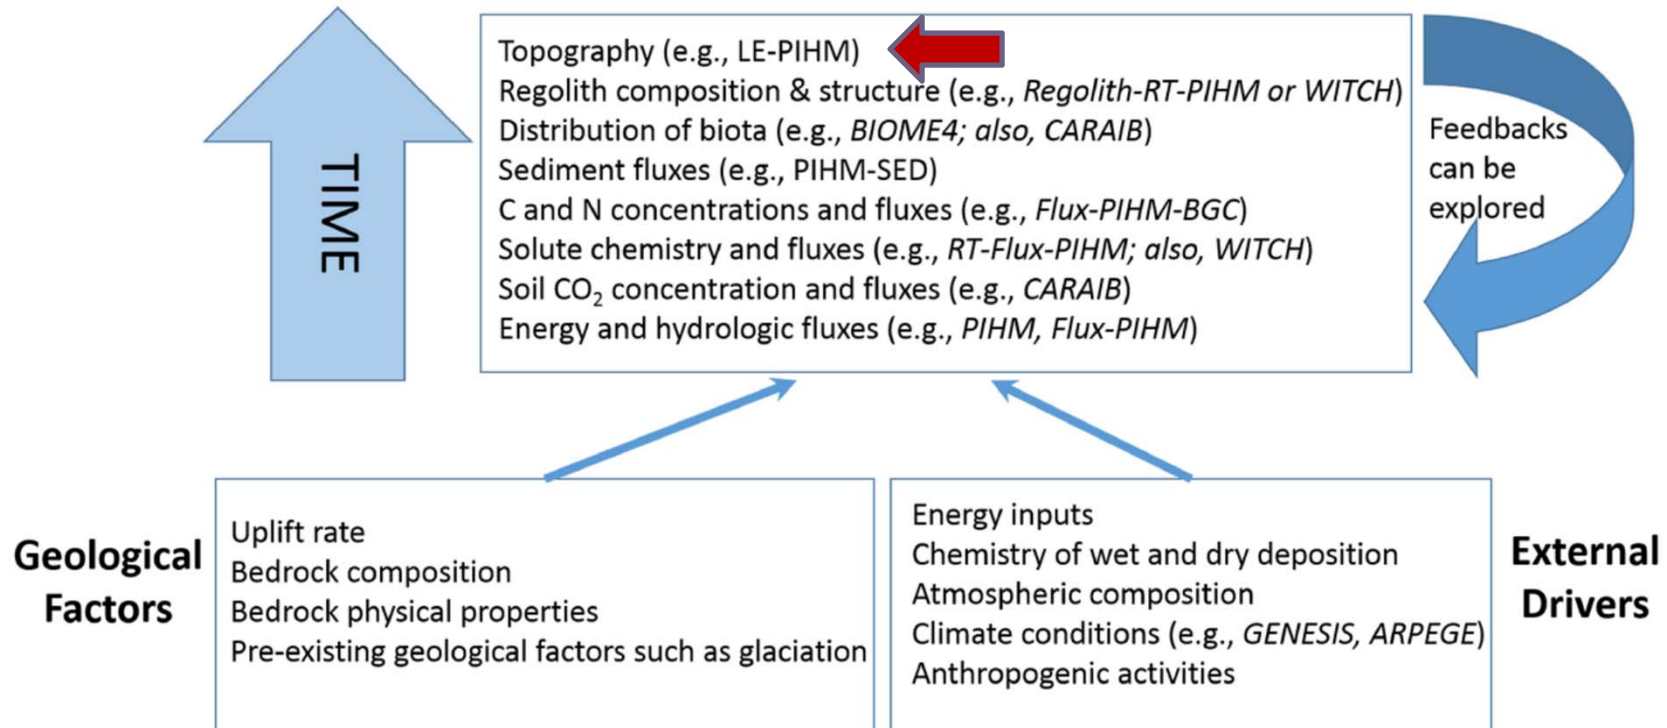 TIME
Topography (e.g., LE-PIHM)
Regolith composition & structure (e.g., Regolith-RT-PIHM or WITCH)
Distribution of biota (e.g., BIOME4; also, CARAIB)
Sediment fluxes (e.g., PIHM-SED)
C and N concentrations and fluxes (e.g., Flux-PIHM-BGC)
Solute chemistry and fluxes (e.g., RT-Flux-PIHM; also, WITCH)
Soil CO₂ concentration and fluxes (e.g., CARAIB)
Energy and hydrologic fluxes (e.g., PIHM, Flux-PIHM)
Feedbacks
can be
explored
Geological
Factors
Uplift rate
Bedrock composition
Bedrock physical properties
Pre-existing geological factors such as glaciation
Energy inputs
Chemistry of wet and dry deposition
Atmospheric composition
Climate conditions (e.g., GENESIS, ARPEGE)
Anthropogenic activities
External
Drivers